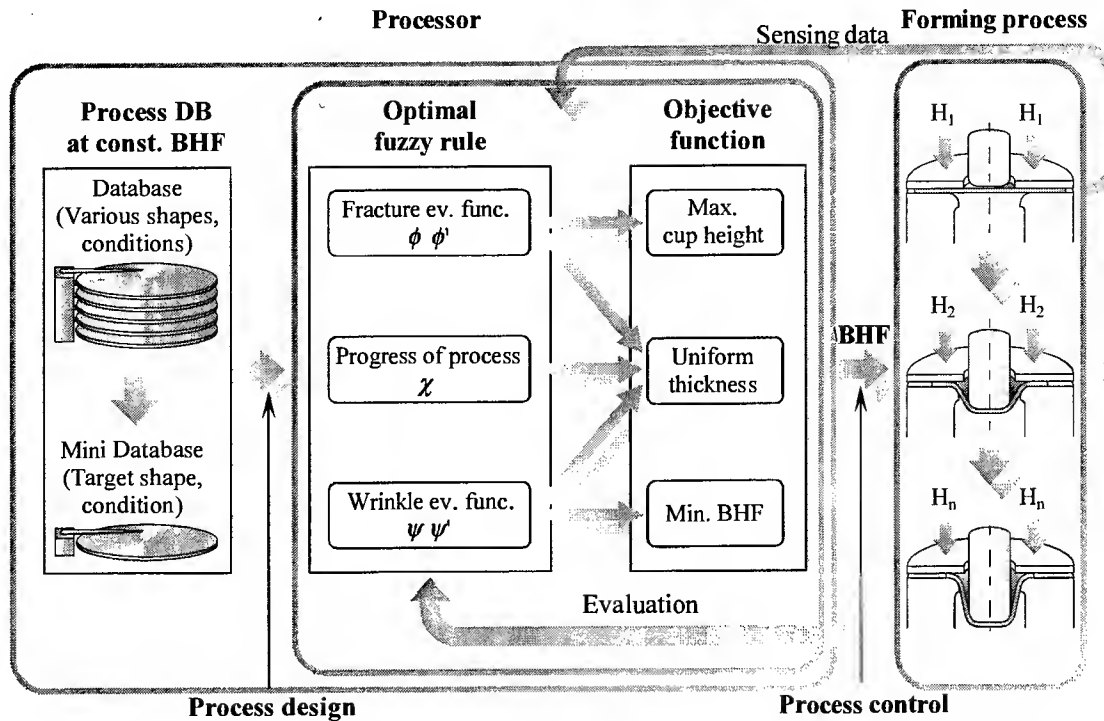 Processor
Forming process
Sensing data
Process DB
at const. BHF
Database
(Various shapes,
conditions)
Mini Database
(Target shape,
condition)
Optimal
fuzzy rule
Fracture ev. func.
ϕ ϕ'
Progress of process
χ
Wrinkle ev. func.
ψ ψ'
Objective
function
Max.
cup height
Uniform
thickness
Min. BHF
Evaluation
BHF
H₁ H₁
H₂ H₂
Hₙ Hₙ
Process design
Process control